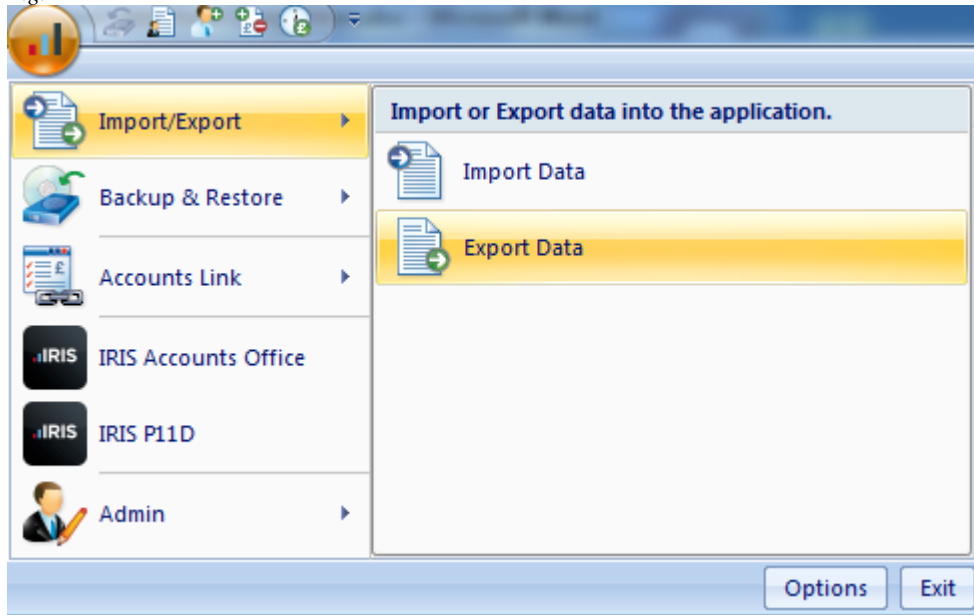 Import/Export
Import or Export data into the application.
Import Data
Backup & Restore
Export Data
Accounts Link
IRIS
IRIS Accounts Office
IRIS
IRIS P11D
Admin
Options
Exit